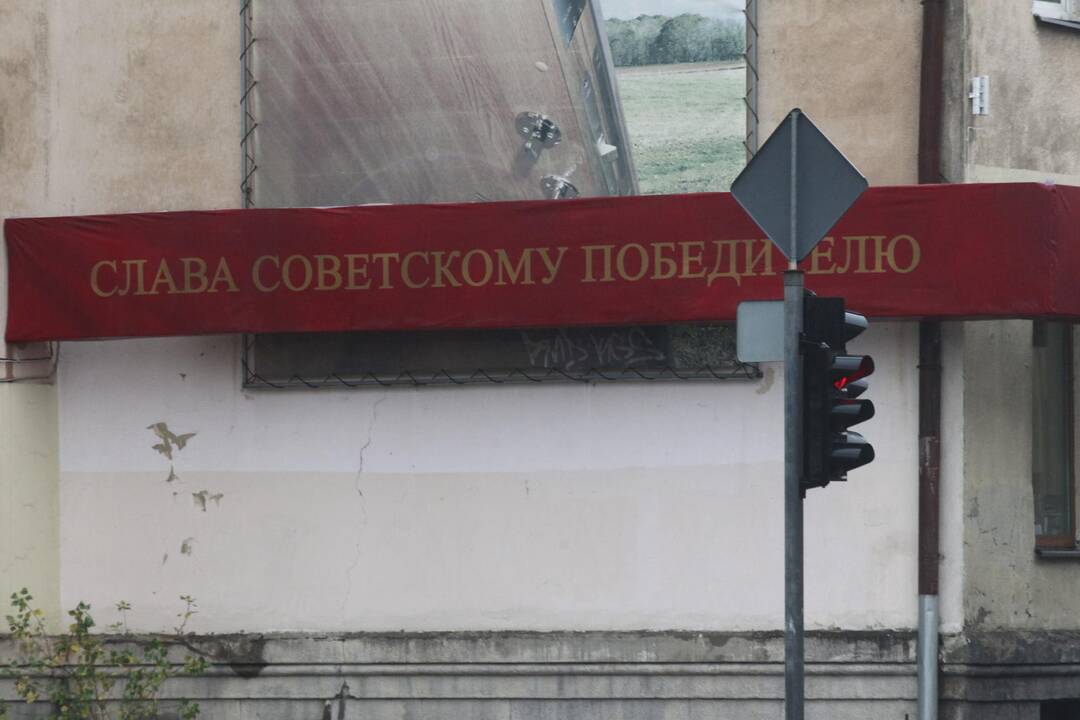 СЛАВА СОВЕТСКОМУ ПОБЕДИТЕЛЮ